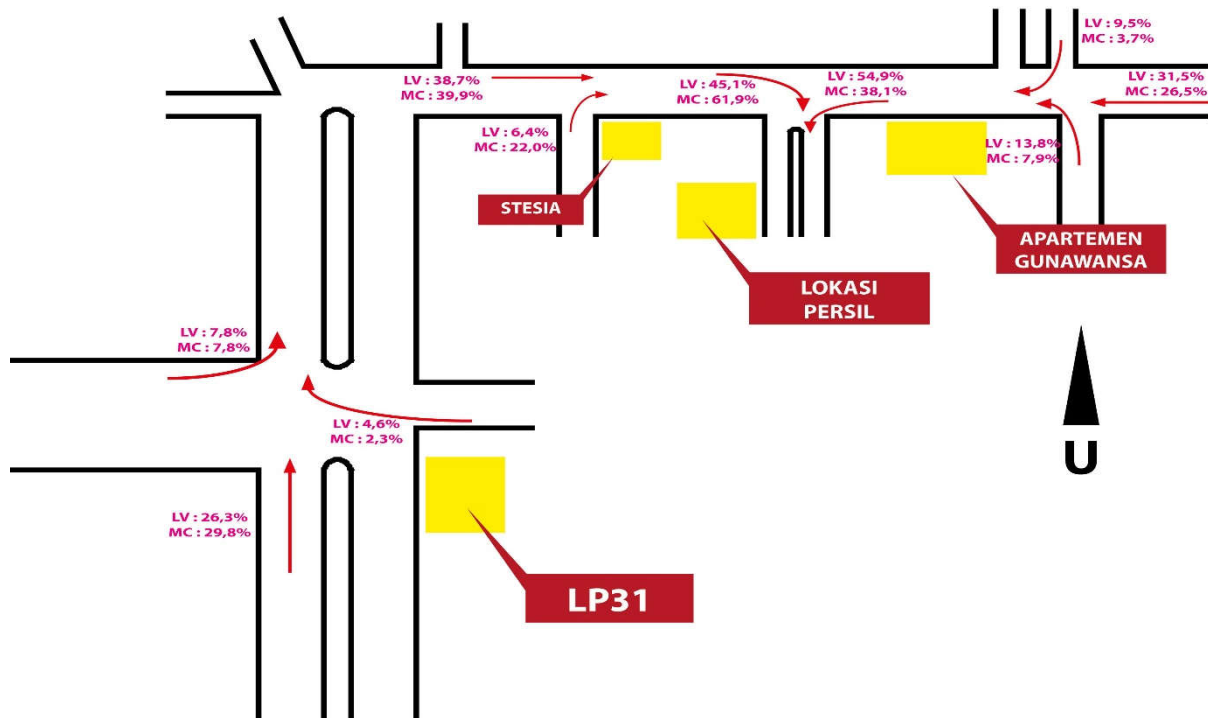 LV : 9,5%
MC : 3,7%
LV : 38,7%
MC : 39,9%
LV : 45,1%
MC : 61,9%
LV : 54,9%
MC : 38,1%
LV : 31,5%
MC : 26,5%
LV : 6,4%
MC : 22,0%
LV : 13,8%
MC : 7,9%
STESIA
APARTEMEN
GUNAWANSA
LOKASI
PERSIL
LV : 7,8%
MC : 7,8%
LV : 4,6%
MC : 2,3%
U
LV : 26,3%
MC : 29,8%
LP31